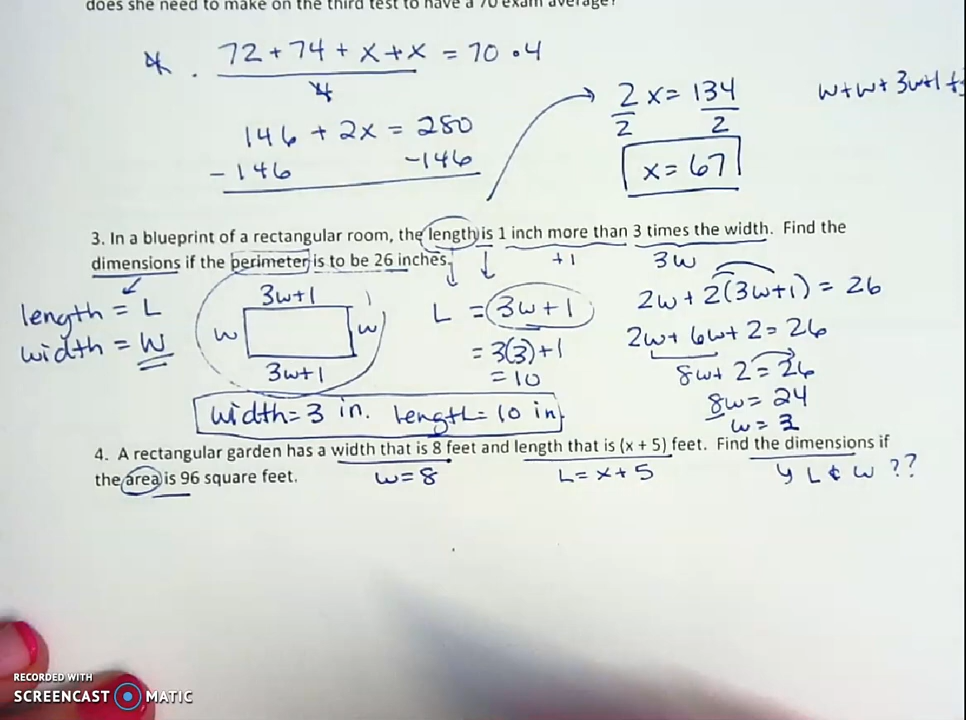 does she need to make on the third test to have a 70 exam average?
4 · 72 + 74 + x + x = 70 • 4
4
146 + 2x = 280
- 146 -146
2x = 134
2 2
x = 67
w+w+ 3w+1 +
3. In a blueprint of a rectangular room, the length is 1 inch more than 3 times the width. Find the
dimensions if the perimeter is to be 26 inches.
+1 3w
length = L
width = W
3w+1
w w
3w+1
L = 3w + 1
= 3(3)+1
= 10
2w + 2(3w+1) = 26
2w+ 6w+ 2 = 26
8w+ 2 = 26
8w = 24
w = 3
width=3 in. length=10 in.
4. A rectangular garden has a width that is 8 feet and length that is (x + 5) feet. Find the dimensions if
the area is 96 square feet.
w=8 L= x+5 L & w ??
RECORDED WITH
SCREENCAST MATIC